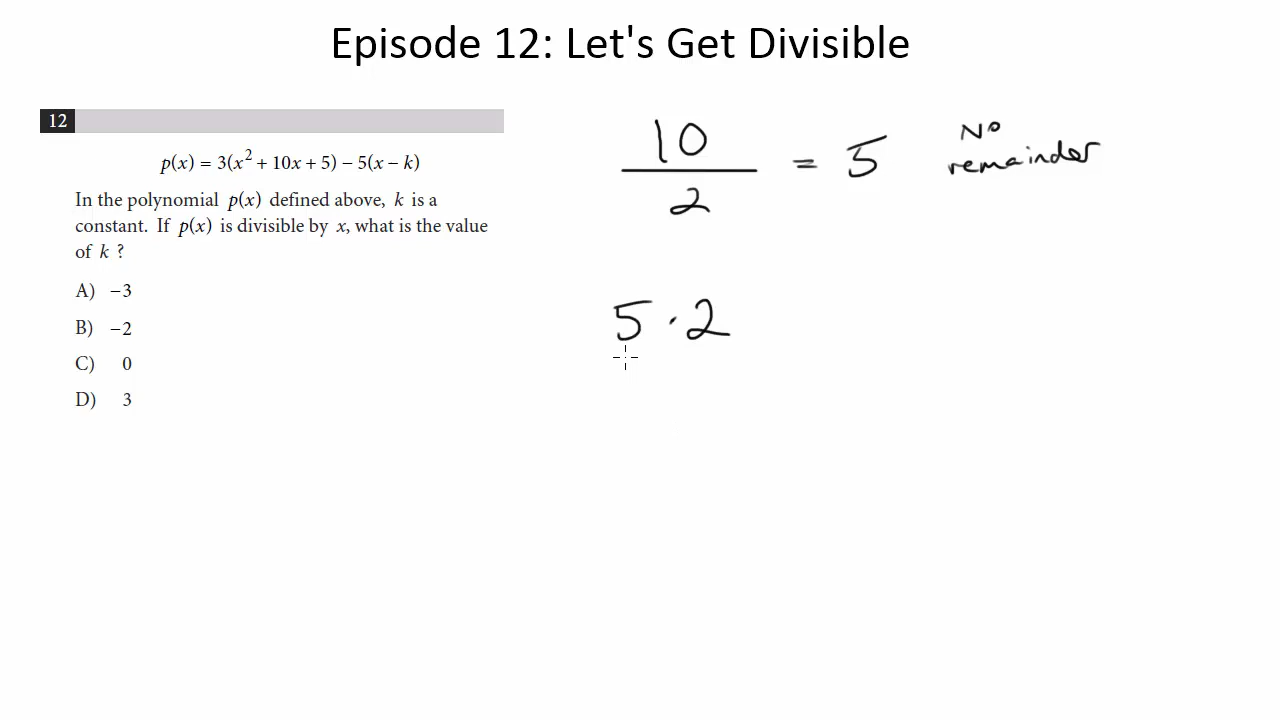 Episode 12: Let's Get Divisible
12
p(x) = 3(x² + 10x + 5) − 5(x − k)
In the polynomial p(x) defined above, k is a
constant. If p(x) is divisible by x, what is the value
of k ?
A) −3
B) −2
C) 0
D) 3
10
2
= 5
No
remainder
5 · 2